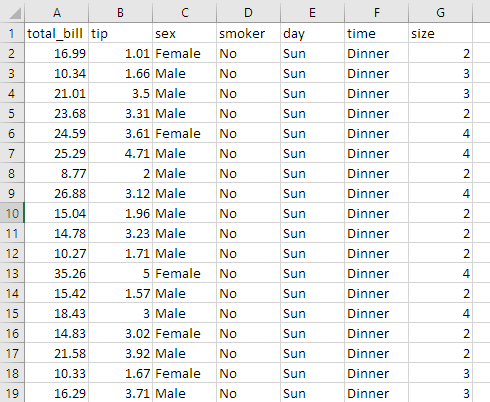 A B C D E F G
1 total_bill tip sex smoker day time size
2 16.99 1.01 Female No Sun Dinner 2
3 10.34 1.66 Male No Sun Dinner 3
4 21.01 3.5 Male No Sun Dinner 3
5 23.68 3.31 Male No Sun Dinner 2
6 24.59 3.61 Female No Sun Dinner 4
7 25.29 4.71 Male No Sun Dinner 4
8 8.77 2 Male No Sun Dinner 2
9 26.88 3.12 Male No Sun Dinner 4
10 15.04 1.96 Male No Sun Dinner 2
11 14.78 3.23 Male No Sun Dinner 2
12 10.27 1.71 Male No Sun Dinner 2
13 35.26 5 Female No Sun Dinner 4
14 15.42 1.57 Male No Sun Dinner 2
15 18.43 3 Male No Sun Dinner 4
16 14.83 3.02 Female No Sun Dinner 2
17 21.58 3.92 Male No Sun Dinner 2
18 10.33 1.67 Female No Sun Dinner 3
19 16.29 3.71 Male No Sun Dinner 3